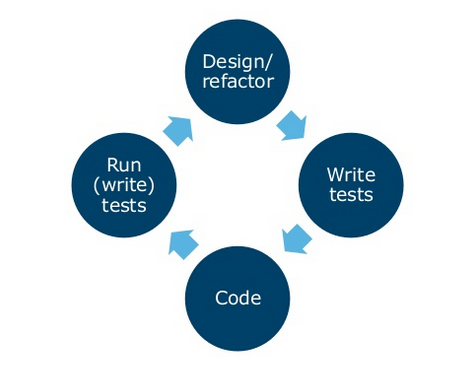 Design/
refactor
Write
tests
Code
Run
(write)
tests